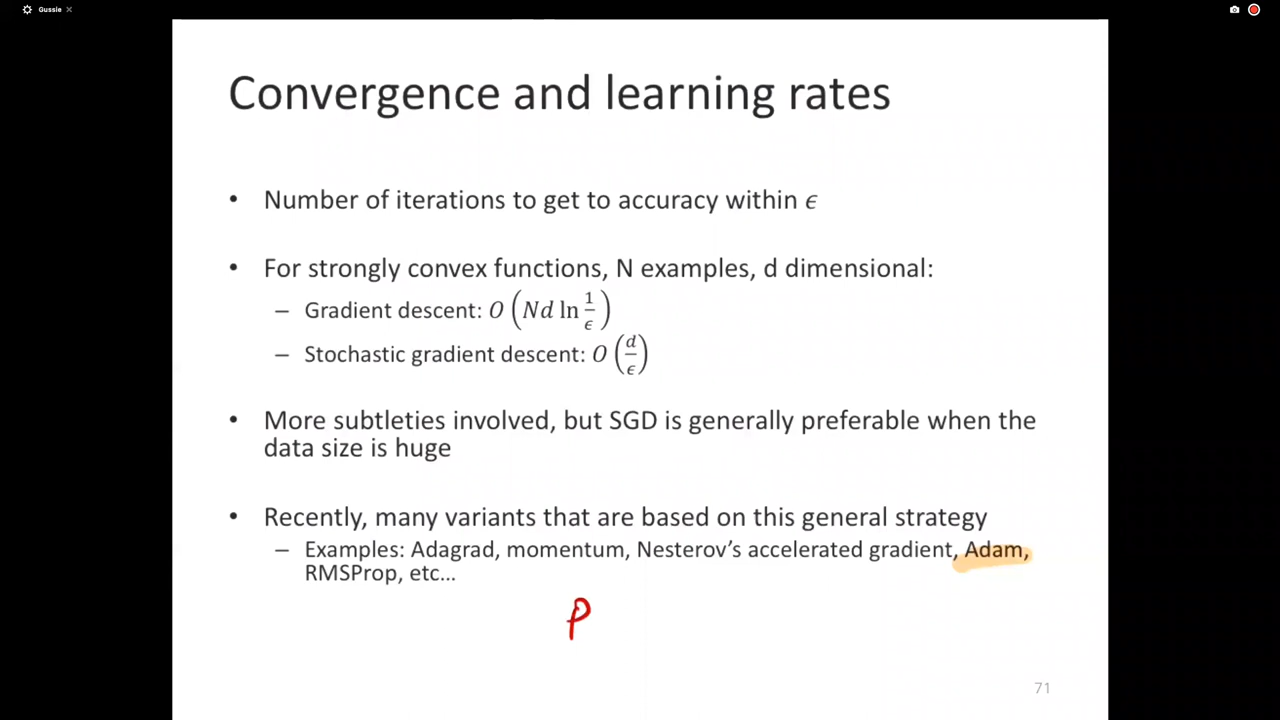 Gussie
Convergence and learning rates
• Number of iterations to get to accuracy within ϵ
• For strongly convex functions, N examples, d dimensional:
– Gradient descent: O(Nd ln 1/ϵ)
– Stochastic gradient descent: O(d/ϵ)
• More subtleties involved, but SGD is generally preferable when the
data size is huge
• Recently, many variants that are based on this general strategy
– Examples: Adagrad, momentum, Nesterov’s accelerated gradient, Adam,
RMSProp, etc…
P
71